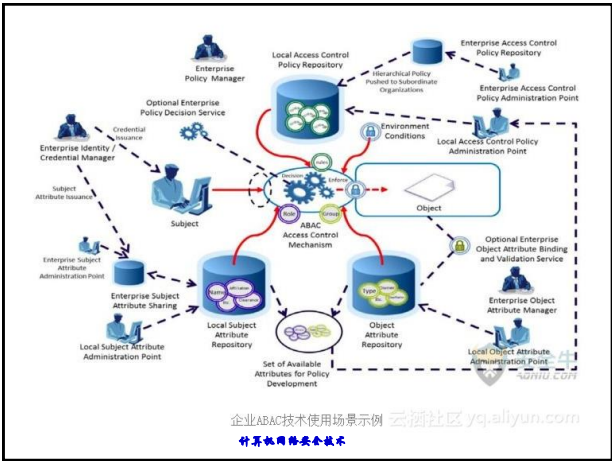 Enterprise
Policy Manager
Local Access Control
Policy Repository
Enterprise Access Control
Policy Repository
Hierarchical Policy
Pushed to Subordinate
Organizations
Enterprise Access Control
Policy Administration Point
Optional Enterprise
Policy Decision Service
Credential
Issuance
Enterprise Identity /
Credential Manager
Environment
Conditions
Local Access Control Policy
Administration Point
Rules
Decision
Enforce
Subject
Attribute Issuance
Subject
Role
Group
ABAC
Access Control
Mechanism
Object
Enterprise Subject
Attribute
Administration Point
Enterprise Subject
Attribute Sharing
Name
Affiliation
Etc.
Clearance
Type
Etc.
Optional Enterprise
Object Attribute Binding
and Validation Service
Enterprise Object
Attribute Manager
Local Subject Attribute
Administration Point
Local Subject
Attribute
Repository
Object
Attribute
Repository
Local Object Attribute
Administration Point
Set of Available
Attributes for Policy
Development
企业ABAC技术使用场景示例
云栖社区 yq.aliyun.com
计算机网络安全技术